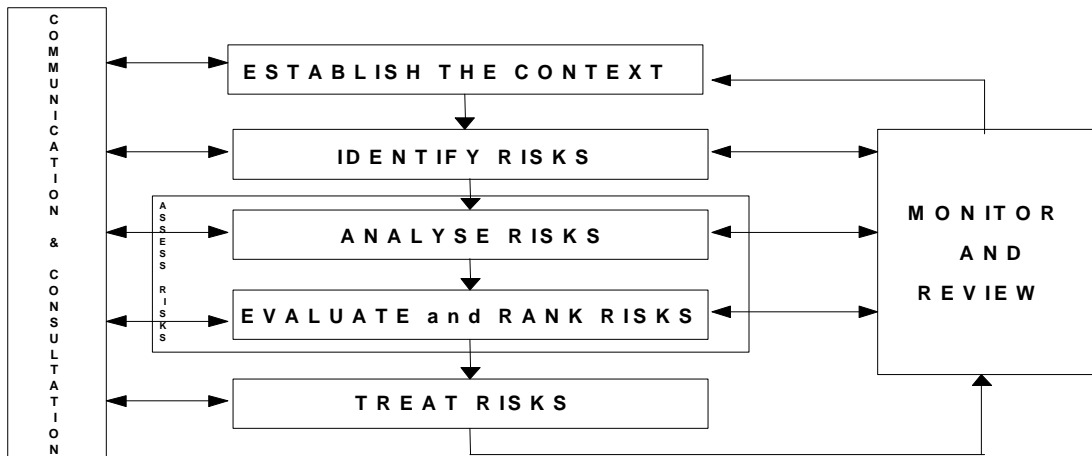 COMMUNICATION & CONSULTATION
ESTABLISH THE CONTEXT
IDENTIFY RISKS
ASSESS RISKS
ANALYSE RISKS
EVALUATE and RANK RISKS
TREAT RISKS
MONITOR
AND
REVIEW